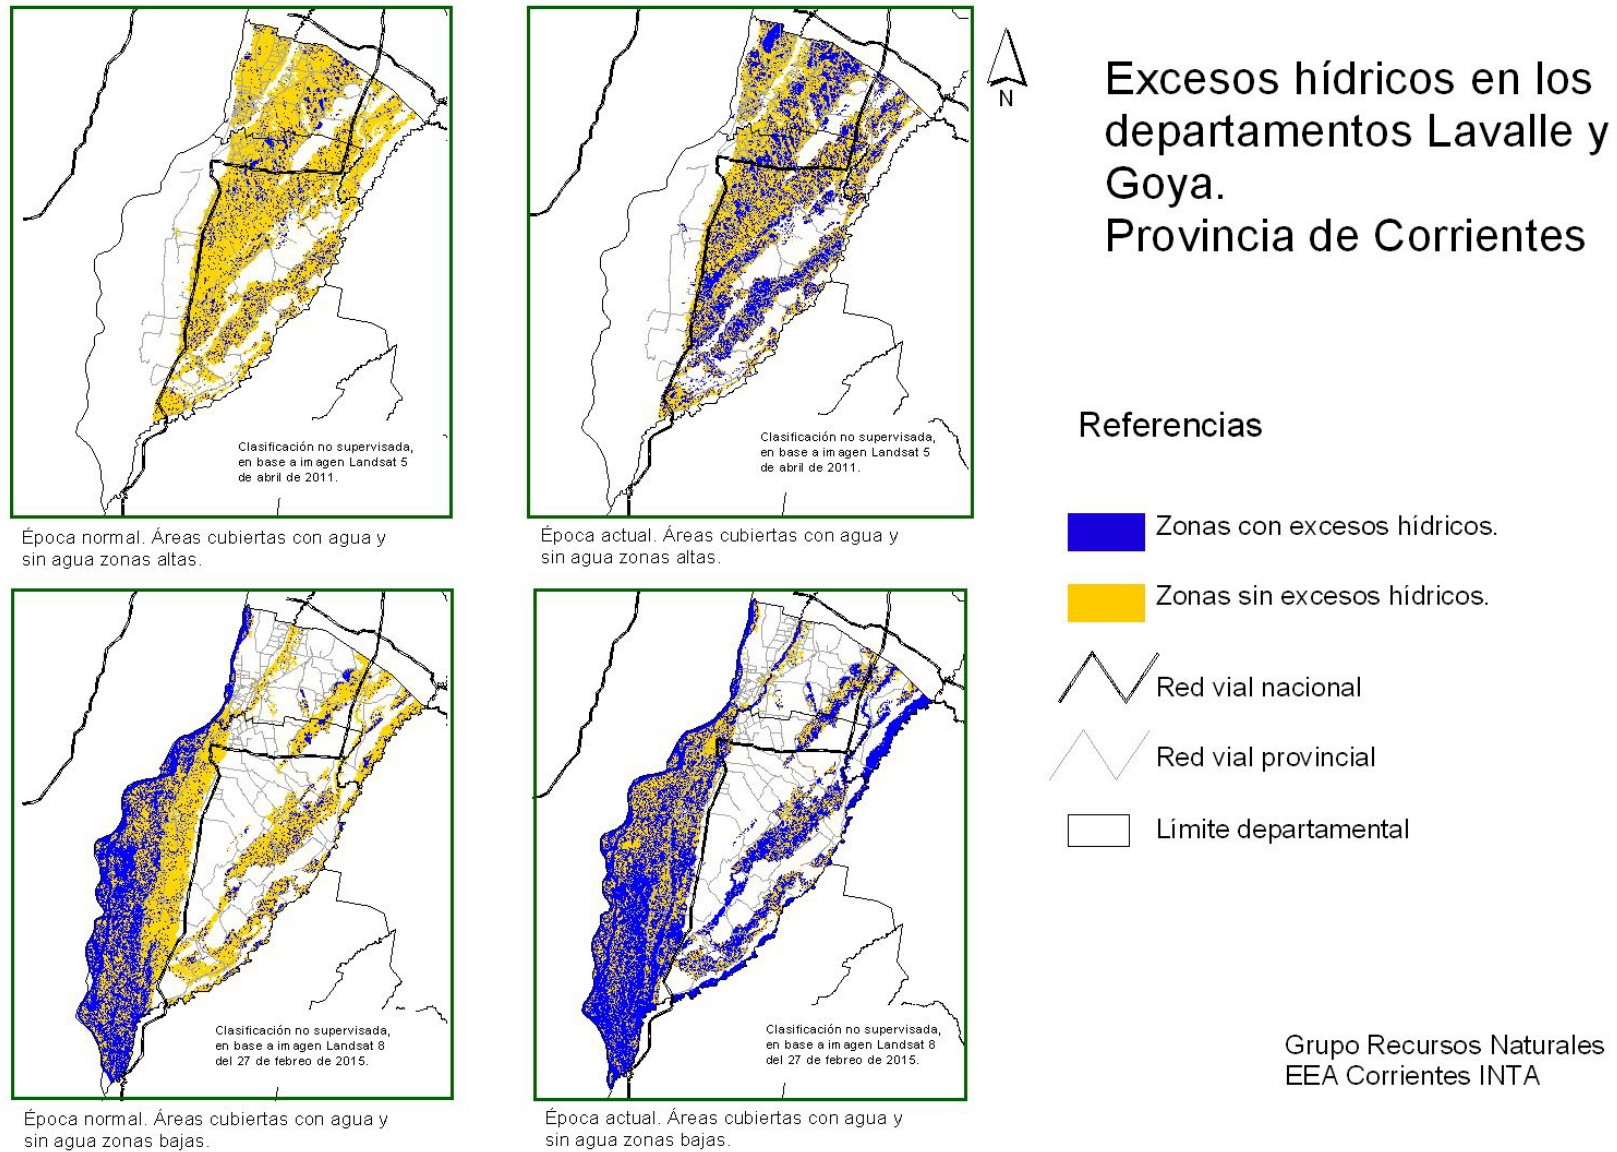 Excesos hídricos en los
departamentos Lavalle y
Goya.
Provincia de Corrientes
N
Clasificación no supervisada,
en base a imagen Landsat 5
de abril de 2011.
Época normal. Áreas cubiertas con agua y
sin agua zonas altas.
Clasificación no supervisada,
en base a imagen Landsat 5
de abril de 2011.
Época actual. Áreas cubiertas con agua y
sin agua zonas altas.
Clasificación no supervisada,
en base a imagen Landsat 8
del 27 de febreo de 2015.
Época normal. Áreas cubiertas con agua y
sin agua zonas bajas.
Clasificación no supervisada,
en base a imagen Landsat 8
del 27 de febreo de 2015.
Época actual. Áreas cubiertas con agua y
sin agua zonas bajas.
Referencias
Zonas con excesos hídricos.
Zonas sin excesos hídricos.
Red vial nacional
Red vial provincial
Límite departamental
Grupo Recursos Naturales
EEA Corrientes INTA